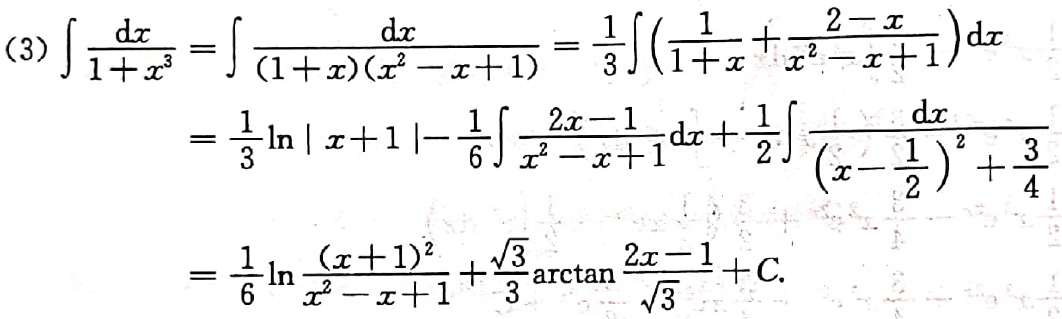 (3) ∫ dx/(1+x³) = ∫ dx/((1+x)(x²−x+1)) = 1/3 ∫ (1/(1+x) + (2−x)/(x²−x+1)) dx
= 1/3 ln | x+1 | − 1/6 ∫ (2x−1)/(x²−x+1) dx + 1/2 ∫ dx/((x−1/2)² + 3/4)
= 1/6 ln (x+1)²/(x²−x+1) + √3/3 arctan (2x−1)/√3 + C.